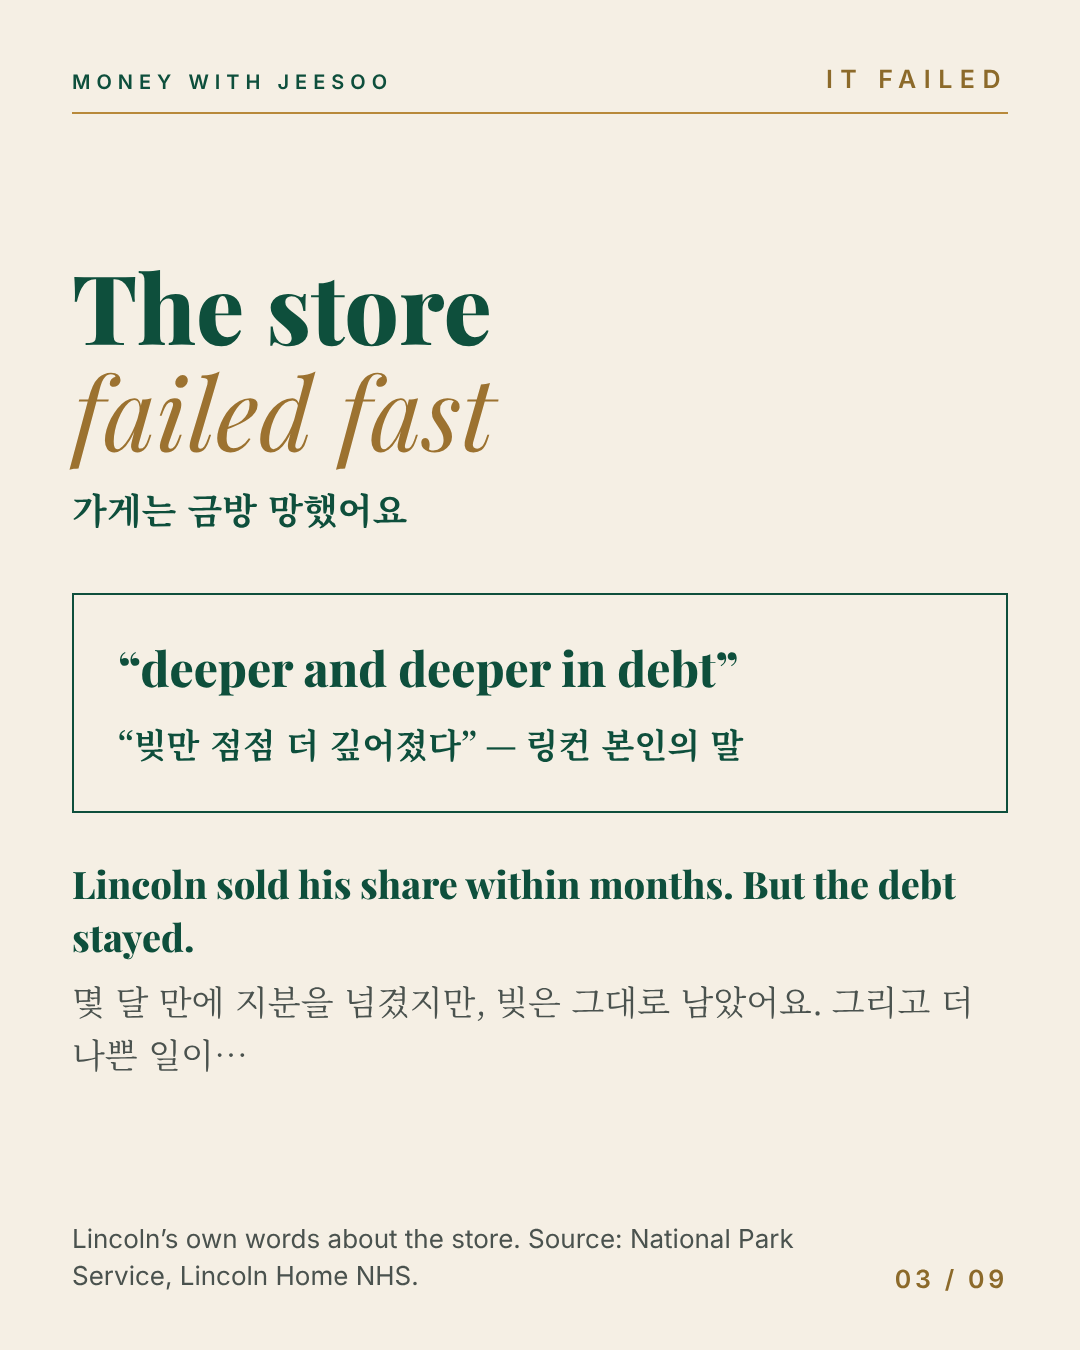 MONEY WITH JEESOO
IT FAILED
The store
failed fast
가게는 금방 망했어요
“deeper and deeper in debt”
“빚만 점점 더 깊어졌다” — 링컨 본인의 말
Lincoln sold his share within months. But the debt
stayed.
몇 달 만에 지분을 넘겼지만, 빚은 그대로 남았어요. 그리고 더
나쁜 일이…
Lincoln’s own words about the store. Source: National Park
Service, Lincoln Home NHS.
03 / 09